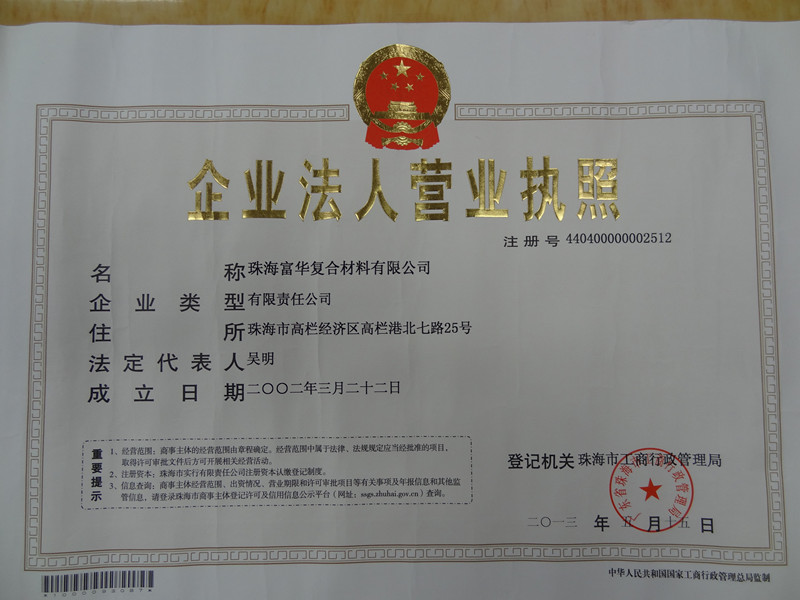 企业法人营业执照
注册号 440400000002512
名称 珠海富华复合材料有限公司
企业类型 有限责任公司
住所 珠海市高栏经济区高栏港北七路25号
法定代表人 吴明
成立日期 二〇〇二年三月二十二日
重要提示
1、经营范围：商事主体的经营范围由章程确定。经营范围中属于法律、法规规定应当经批准的项目，
取得许可审批文件后方可开展相关经营活动。
2、注册资本：珠海市实行有限责任公司注册资本认缴登记制度。
3、信息查询：商事主体经营范围、出资情况、营业期限和许可审批项目等有关事项及年报信息和其他监
管信息，请登录珠海市商事主体登记许可及信用信息公示平台（网址：ssgs.zhuhai.gov.cn）查询。
登记机关 珠海市工商行政管理局
二〇一三 年 五 月 十五 日
中华人民共和国国家工商行政管理总局监制